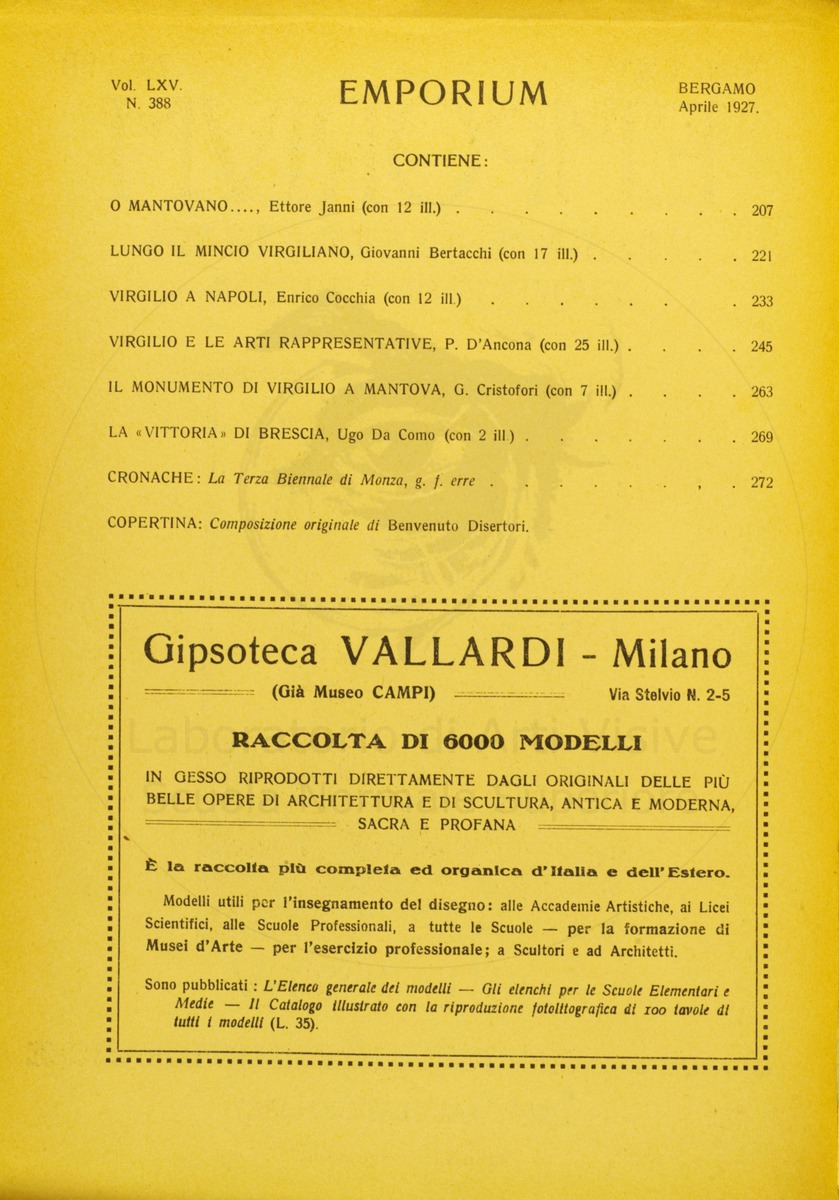 Vol. LXV.
N. 388
EMPORIUM
BERGAMO
Aprile 1927.
CONTIENE:
O MANTOVANO...., Ettore Janni (con 12 ill.) . . . . . . . . . 207
LUNGO IL MINCIO VIRGILIANO, Giovanni Bertacchi (con 17 ill.) . . . . . 221
VIRGILIO A NAPOLI, Enrico Cocchia (con 12 ill.) . . . . . . . 233
VIRGILIO E LE ARTI RAPPRESENTATIVE, P. D'Ancona (con 25 ill.) . . . . 245
IL MONUMENTO DI VIRGILIO A MANTOVA, G. Cristofori (con 7 ill.) . . . . 263
LA «VITTORIA» DI BRESCIA, Ugo Da Como (con 2 ill.) . . . . . . . 269
CRONACHE: La Terza Biennale di Monza, g. f. erre . . . . . . , . 272
COPERTINA: Composizione originale di Benvenuto Disertori.
Gipsoteca VALLARDI - Milano
(Già Museo CAMPI) Via Stelvio N. 2-5
Laboratorio di Arti Visive
RACCOLTA DI 6000 MODELLI
IN GESSO RIPRODOTTI DIRETTAMENTE DAGLI ORIGINALI DELLE PIÙ
BELLE OPERE DI ARCHITETTURA E DI SCULTURA, ANTICA E MODERNA,
SACRA E PROFANA
È la raccolta più completa ed organica d'Italia e dell'Estero.
Modelli utili per l'insegnamento del disegno: alle Accademie Artistiche, ai Licei
Scientifici, alle Scuole Professionali, a tutte le Scuole — per la formazione di
Musei d'Arte — per l'esercizio professionale; a Scultori e ad Architetti.
Sono pubblicati : L'Elenco generale dei modelli — Gli elenchi per le Scuole Elementari e
Medie — Il Catalogo illustrato con la riproduzione fotolitografica di 100 tavole di
tutti i modelli (L. 35).